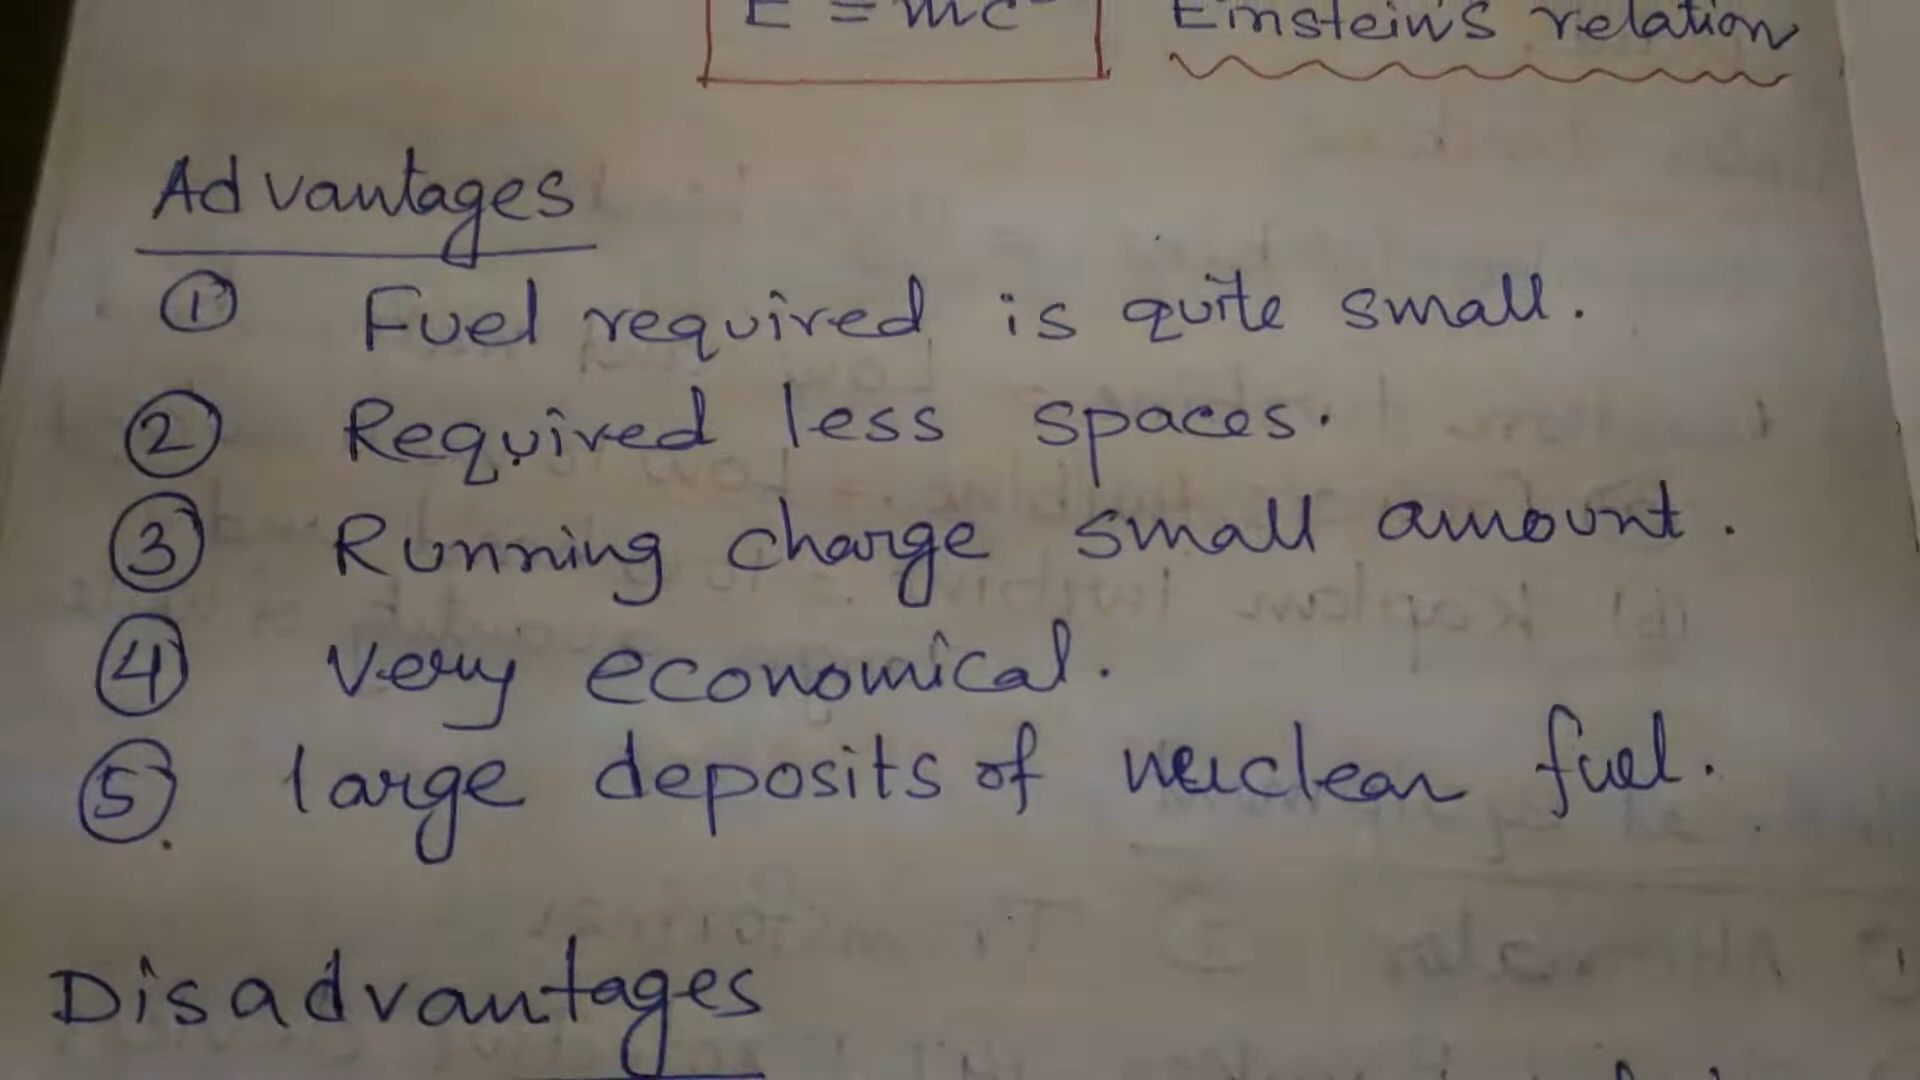 E = mc² Einstein's relation
Advantages
① Fuel required is quite small.
② Required less spaces.
③ Running charge small amount.
④ Very economical.
⑤ large deposits of nuclear fuel.
Disadvantages